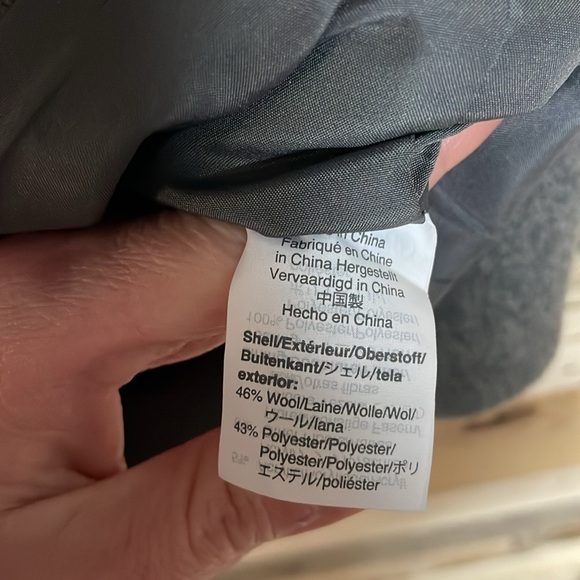 in China
Fabriqué en Chine
in China Hergestellt
Vervaardigd in China
中国製
Hecho en China
Shell/Extérieur/Oberstoff/
Buitenkant/シェル/tela
exterior:
46% Wool/Laine/Wolle/Wol/
ウール/lana
43% Polyester/Polyester/
Polyester/Polyester/ポリ
エステル/poliéster